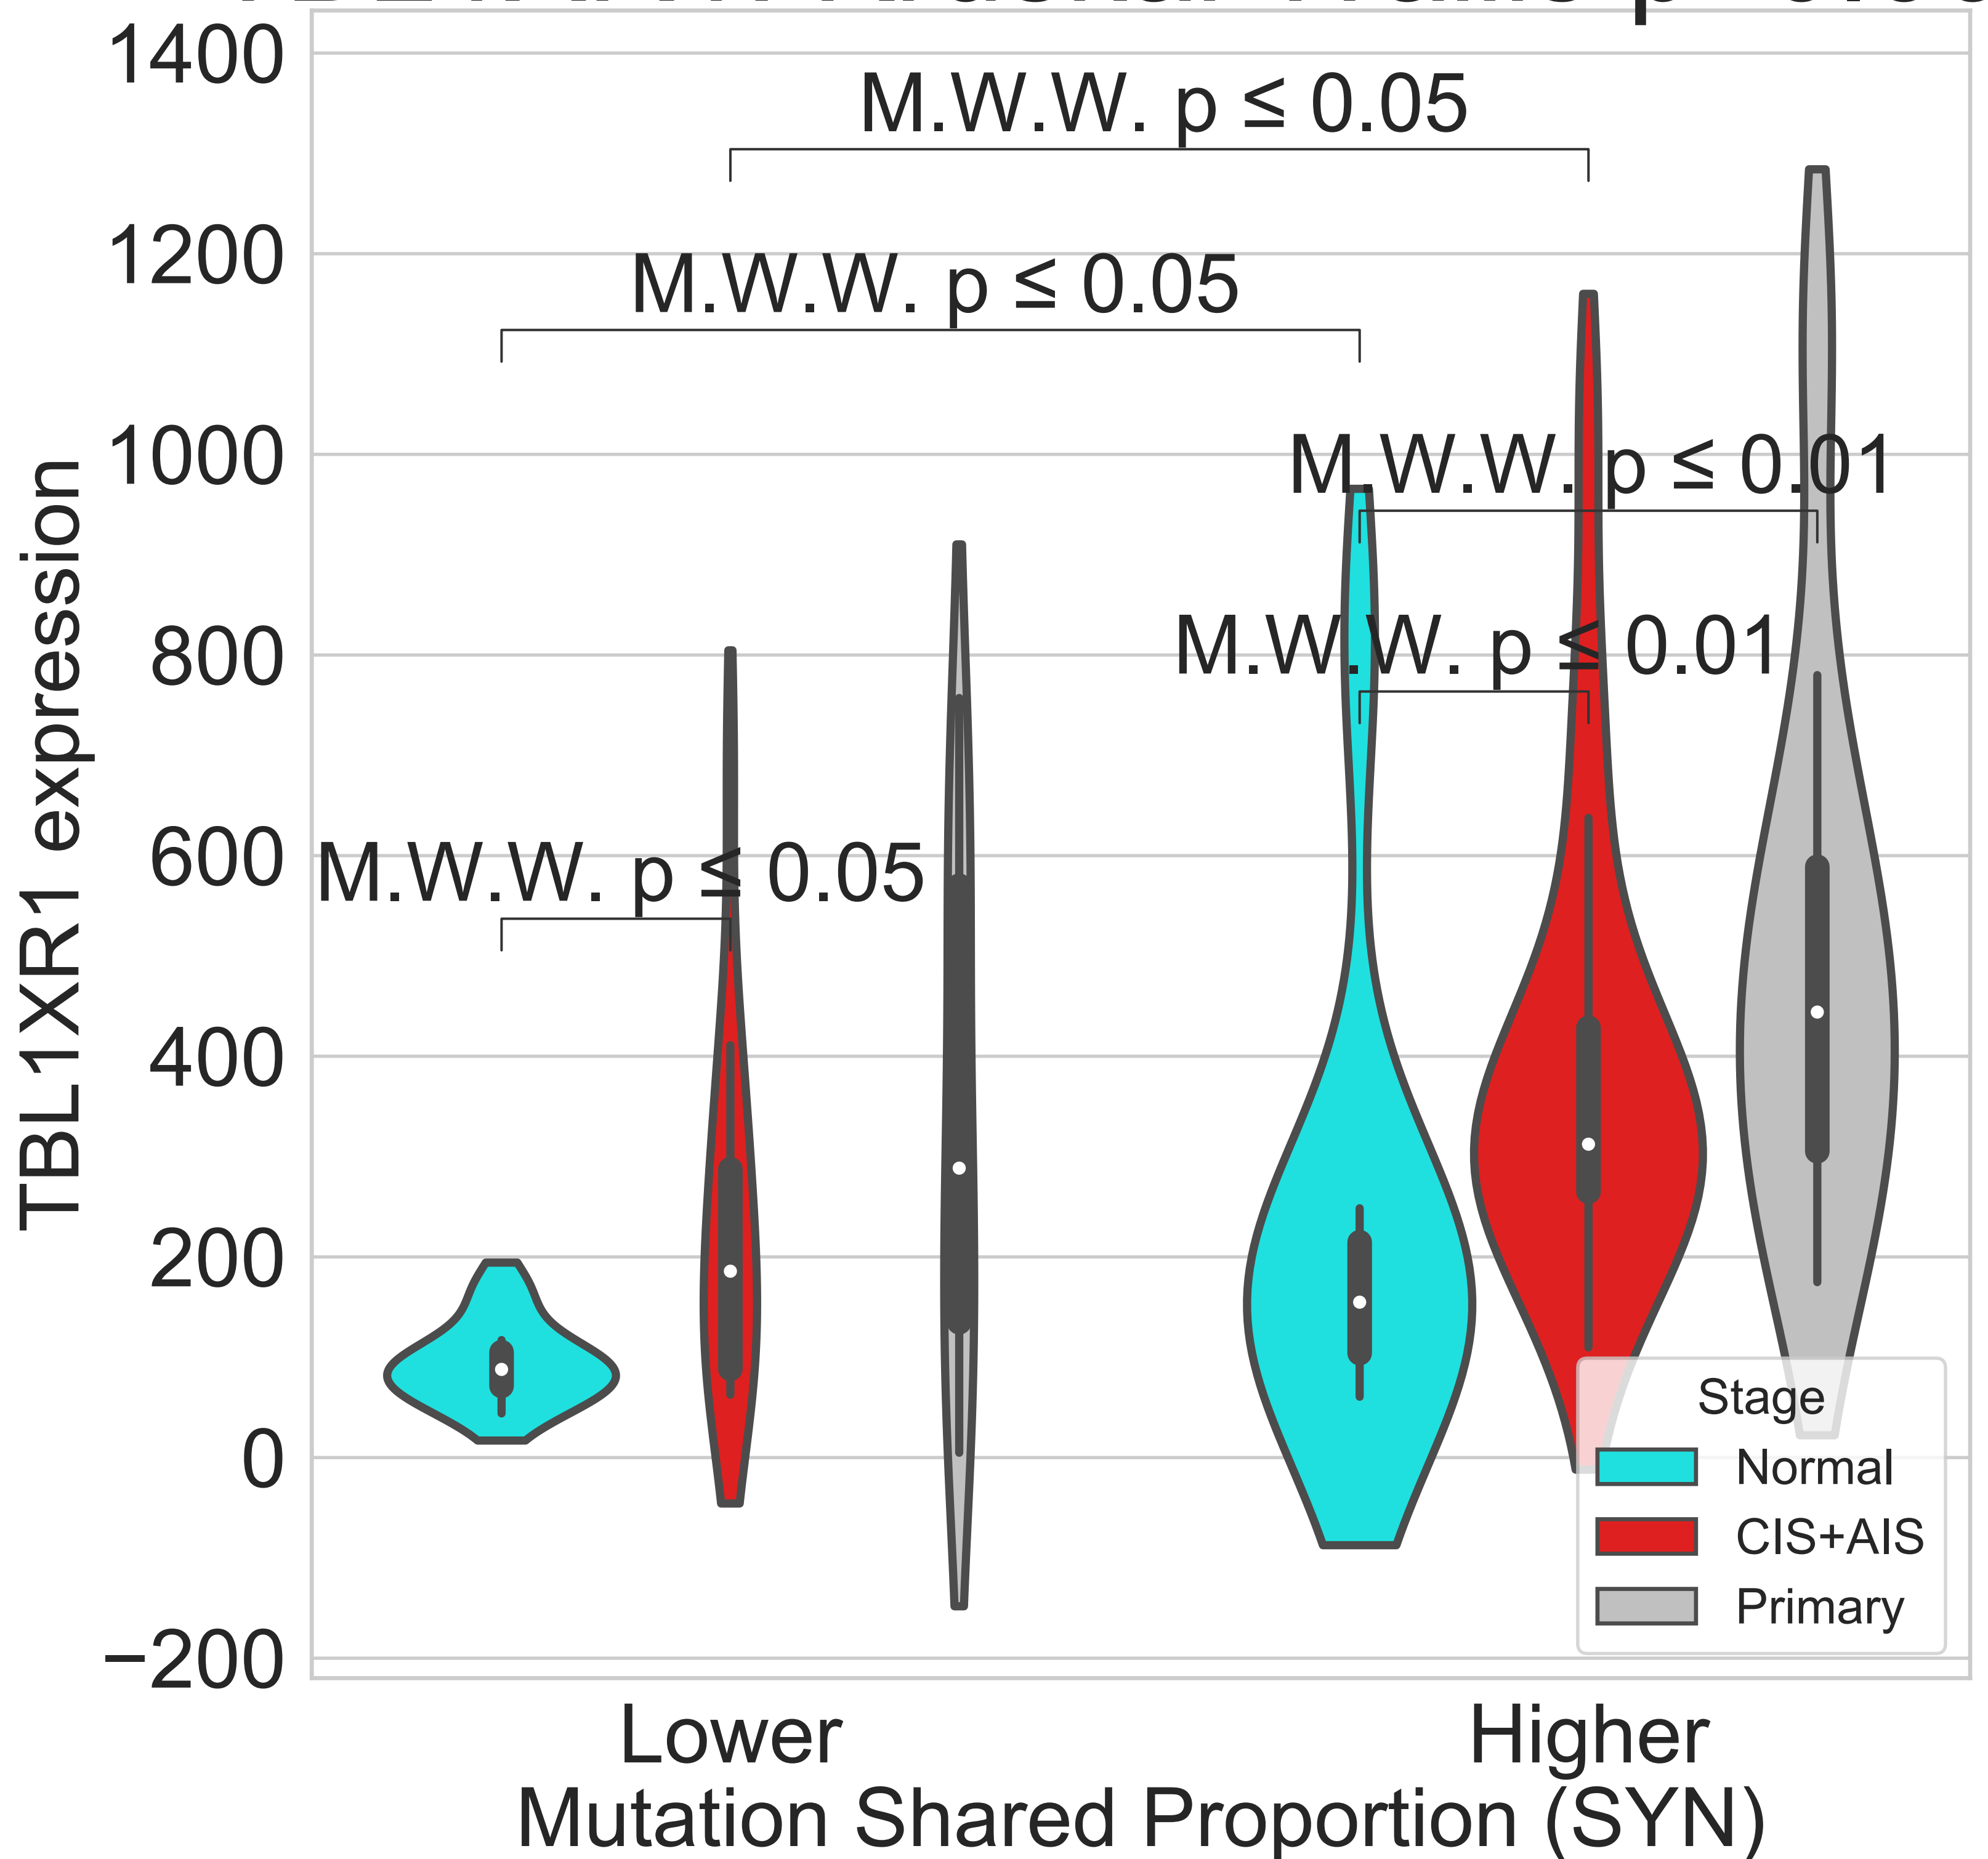 1400
1200
1000
800
600
400
200
0
−200
TBL1XR1 expression
M.W.W. p ≤ 0.05
M.W.W. p ≤ 0.05
M.W.W. p ≤ 0.01
M.W.W. p ≤ 0.01
M.W.W. p ≤ 0.05
Stage
Normal
CIS+AIS
Primary
Lower
Higher
Mutation Shared Proportion (SYN)